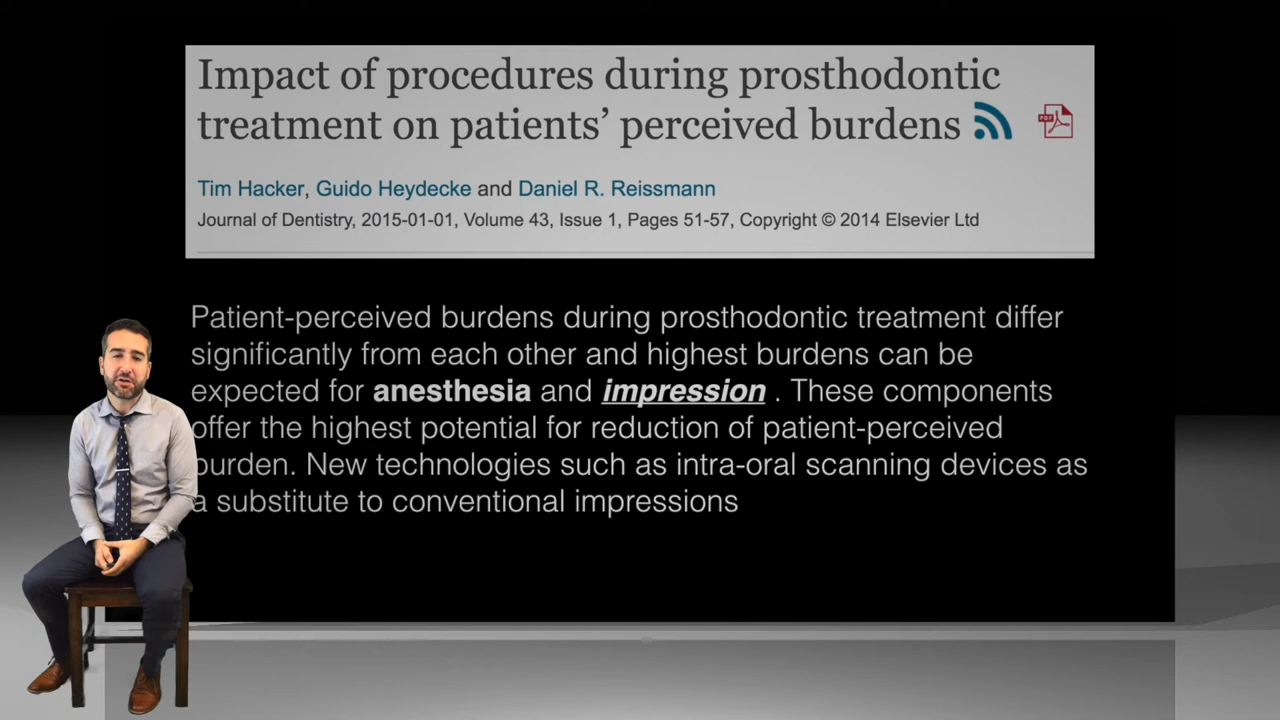 Impact of procedures during prosthodontic
treatment on patients’ perceived burdens
PDF
Tim Hacker, Guido Heydecke and Daniel R. Reissmann
Journal of Dentistry, 2015-01-01, Volume 43, Issue 1, Pages 51-57, Copyright © 2014 Elsevier Ltd
Patient-perceived burdens during prosthodontic treatment differ
significantly from each other and highest burdens can be
expected for anesthesia and impression . These components
offer the highest potential for reduction of patient-perceived
burden. New technologies such as intra-oral scanning devices as
a substitute to conventional impressions